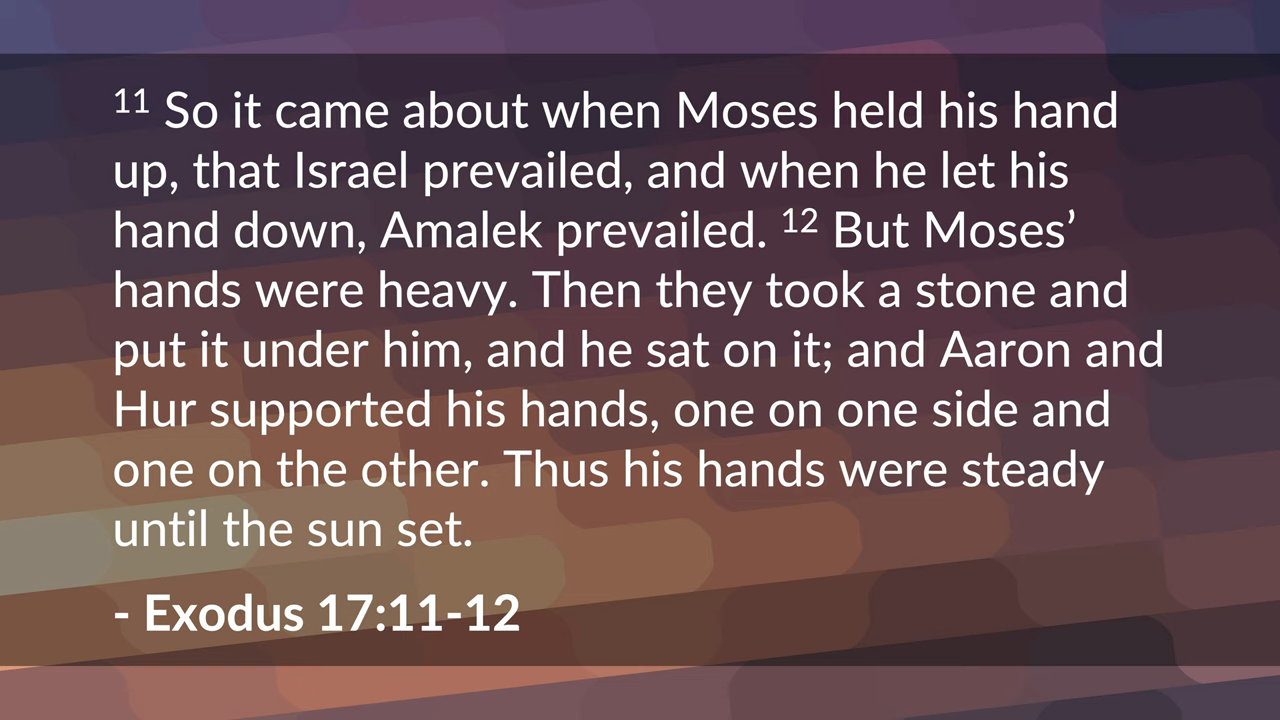 11 So it came about when Moses held his hand
up, that Israel prevailed, and when he let his
hand down, Amalek prevailed. 12 But Moses’
hands were heavy. Then they took a stone and
put it under him, and he sat on it; and Aaron and
Hur supported his hands, one on one side and
one on the other. Thus his hands were steady
until the sun set.
- Exodus 17:11-12